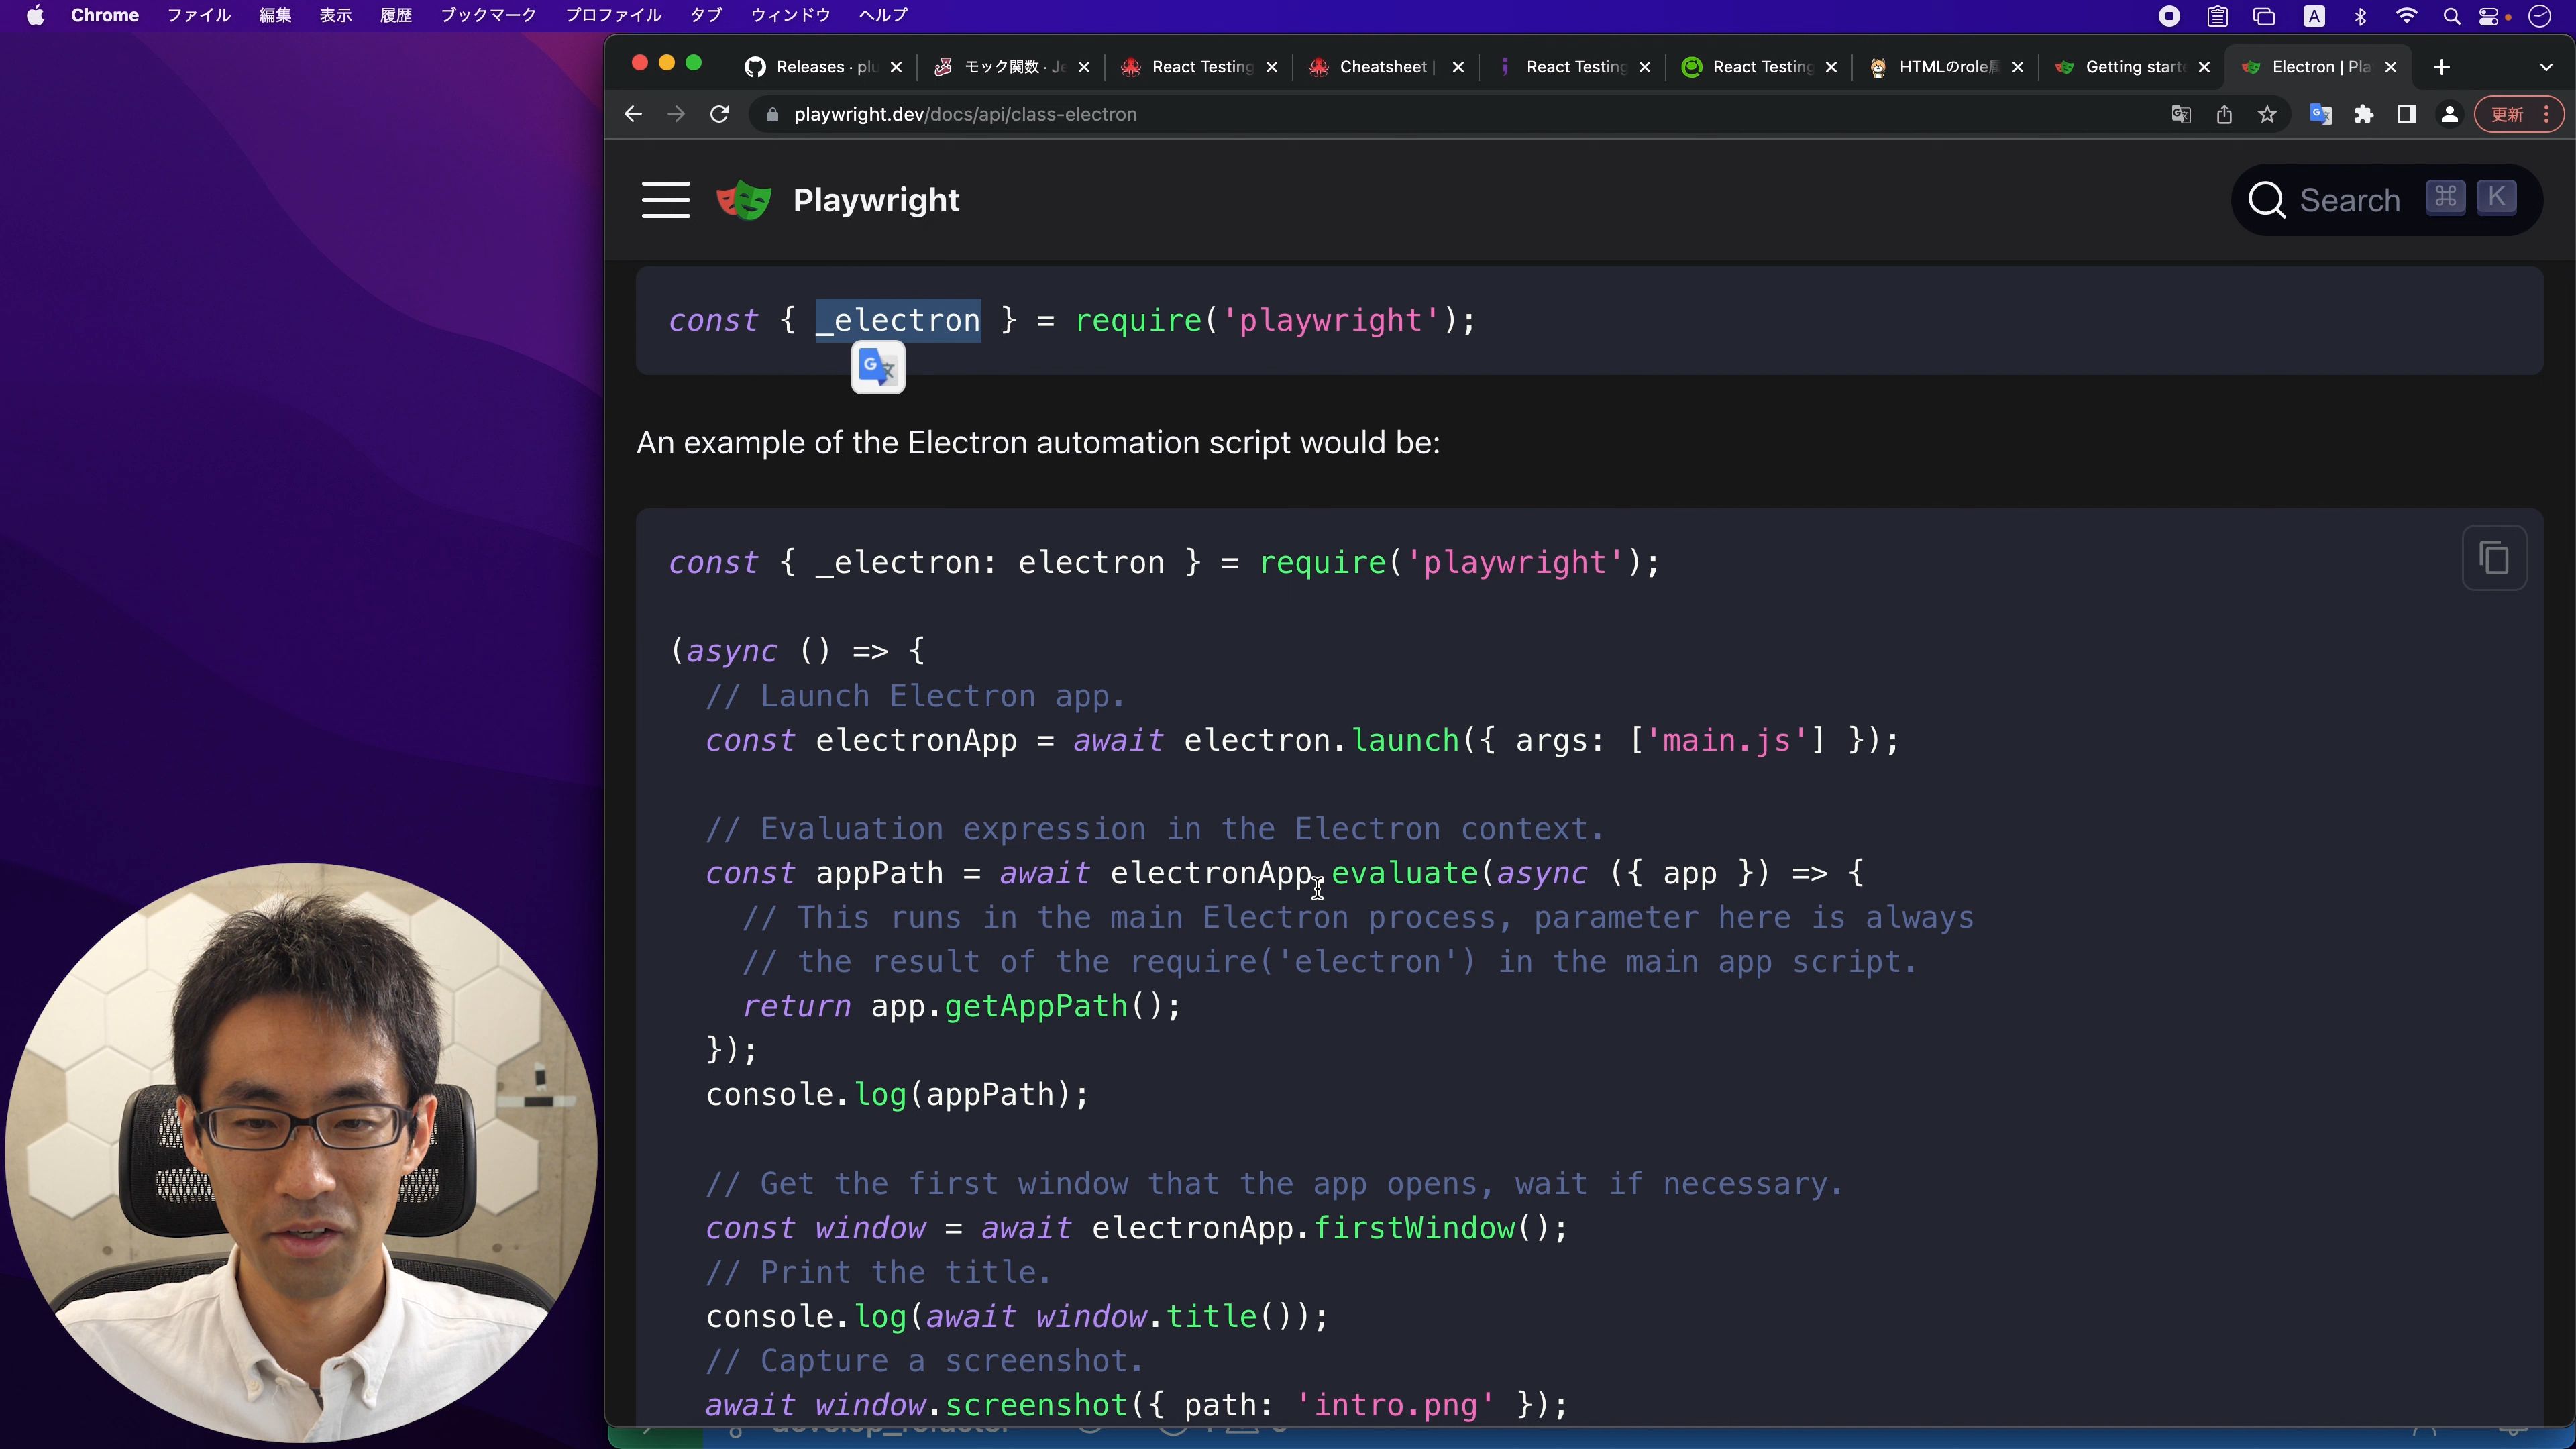 Chrome ファイル 編集 表示 履歴 ブックマーク プロファイル タブ ウィンドウ ヘルプ A
Releases · plu モック関数 · Je React Testing Cheatsheet | React Testing React Testing HTMLのrole属 Getting starte Electron | Pla
playwright.dev/docs/api/class-electron 更新
Playwright
Search ⌘ K
const { _electron } = require('playwright');
An example of the Electron automation script would be:
const { _electron: electron } = require('playwright');
(async () => {
// Launch Electron app.
const electronApp = await electron.launch({ args: ['main.js'] });
// Evaluation expression in the Electron context.
const appPath = await electronApp.evaluate(async ({ app }) => {
// This runs in the main Electron process, parameter here is always
// the result of the require('electron') in the main app script.
return app.getAppPath();
});
console.log(appPath);
// Get the first window that the app opens, wait if necessary.
const window = await electronApp.firstWindow();
// Print the title.
console.log(await window.title());
// Capture a screenshot.
await window.screenshot({ path: 'intro.png' });